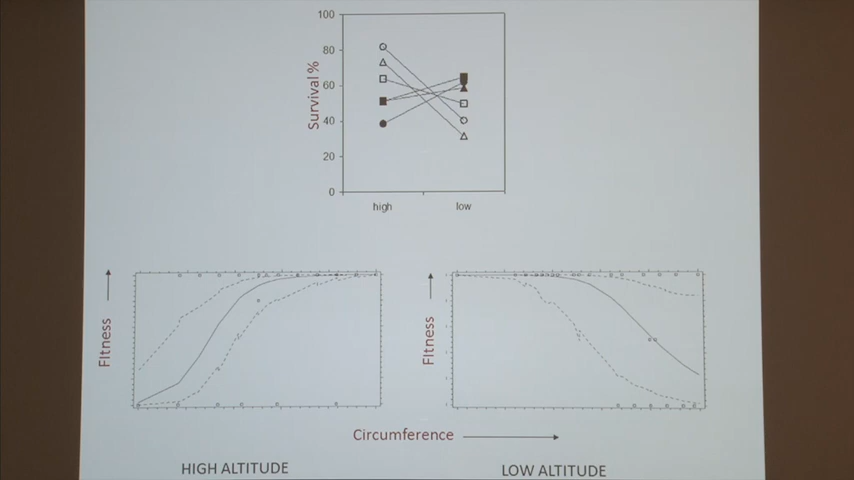 100
80
60
40
20
0
Survival %
high low
Fitness
Fitness
Circumference
HIGH ALTITUDE
LOW ALTITUDE